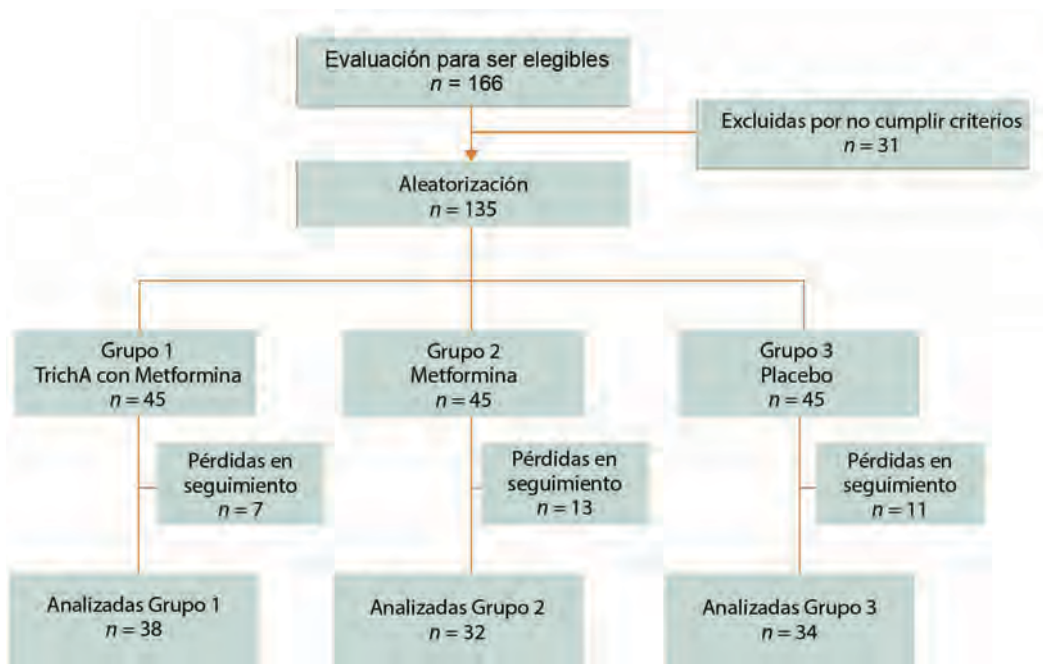 Evaluación para ser elegibles
n = 166
Excluidas por no cumplir criterios
n = 31
Aleatorización
n = 135
Grupo 1
TrichA con Metformina
n = 45
Grupo 2
Metformina
n = 45
Grupo 3
Placebo
n = 45
Pérdidas en
seguimiento
n = 7
Pérdidas en
seguimiento
n = 13
Pérdidas en
seguimiento
n = 11
Analizadas Grupo 1
n = 38
Analizadas Grupo 2
n = 32
Analizadas Grupo 3
n = 34